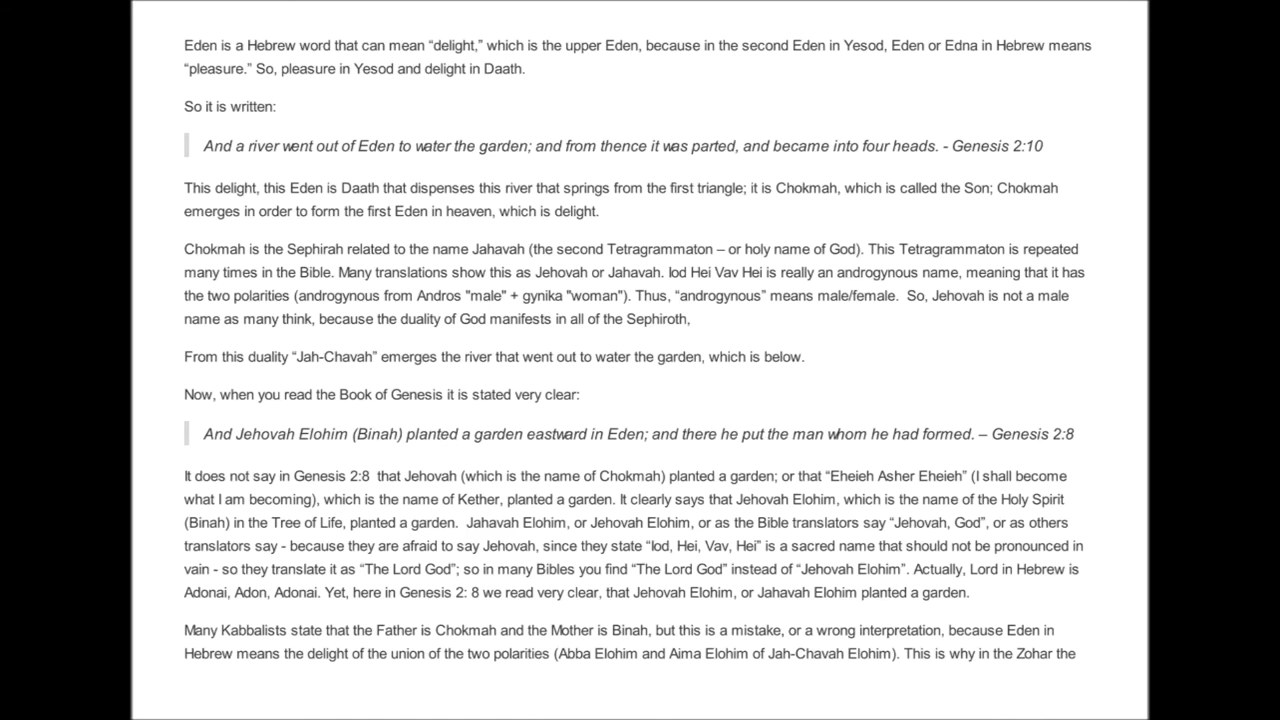 Eden is a Hebrew word that can mean “delight,” which is the upper Eden, because in the second Eden in Yesod, Eden or Edna in Hebrew means
“pleasure.” So, pleasure in Yesod and delight in Daath.
So it is written:
And a river went out of Eden to water the garden; and from thence it was parted, and became into four heads. - Genesis 2:10
This delight, this Eden is Daath that dispenses this river that springs from the first triangle; it is Chokmah, which is called the Son; Chokmah
emerges in order to form the first Eden in heaven, which is delight.
Chokmah is the Sephirah related to the name Jahavah (the second Tetragrammaton – or holy name of God). This Tetragrammaton is repeated
many times in the Bible. Many translations show this as Jehovah or Jahavah. Iod Hei Vav Hei is really an androgynous name, meaning that it has
the two polarities (androgynous from Andros "male" + gynika "woman"). Thus, “androgynous” means male/female.  So, Jehovah is not a male
name as many think, because the duality of God manifests in all of the Sephiroth,
From this duality “Jah-Chavah” emerges the river that went out to water the garden, which is below.
Now, when you read the Book of Genesis it is stated very clear:
And Jehovah Elohim (Binah) planted a garden eastward in Eden; and there he put the man whom he had formed. – Genesis 2:8
It does not say in Genesis 2:8  that Jehovah (which is the name of Chokmah) planted a garden; or that “Eheieh Asher Eheieh” (I shall become
what I am becoming), which is the name of Kether, planted a garden. It clearly says that Jehovah Elohim, which is the name of the Holy Spirit
(Binah) in the Tree of Life, planted a garden.  Jahavah Elohim, or Jehovah Elohim, or as the Bible translators say “Jehovah, God”, or as others
translators say - because they are afraid to say Jehovah, since they state “Iod, Hei, Vav, Hei” is a sacred name that should not be pronounced in
vain - so they translate it as “The Lord God”; so in many Bibles you find “The Lord God” instead of “Jehovah Elohim”. Actually, Lord in Hebrew is
Adonai, Adon, Adonai. Yet, here in Genesis 2: 8 we read very clear, that Jehovah Elohim, or Jahavah Elohim planted a garden.
Many Kabbalists state that the Father is Chokmah and the Mother is Binah, but this is a mistake, or a wrong interpretation, because Eden in
Hebrew means the delight of the union of the two polarities (Abba Elohim and Aima Elohim of Jah-Chavah Elohim). This is why in the Zohar the